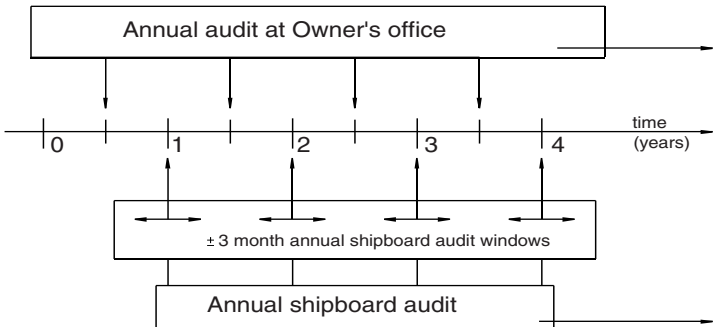 Annual audit at Owner's office
0 1 2 3 4 time
(years)
± 3 month annual shipboard audit windows
Annual shipboard audit